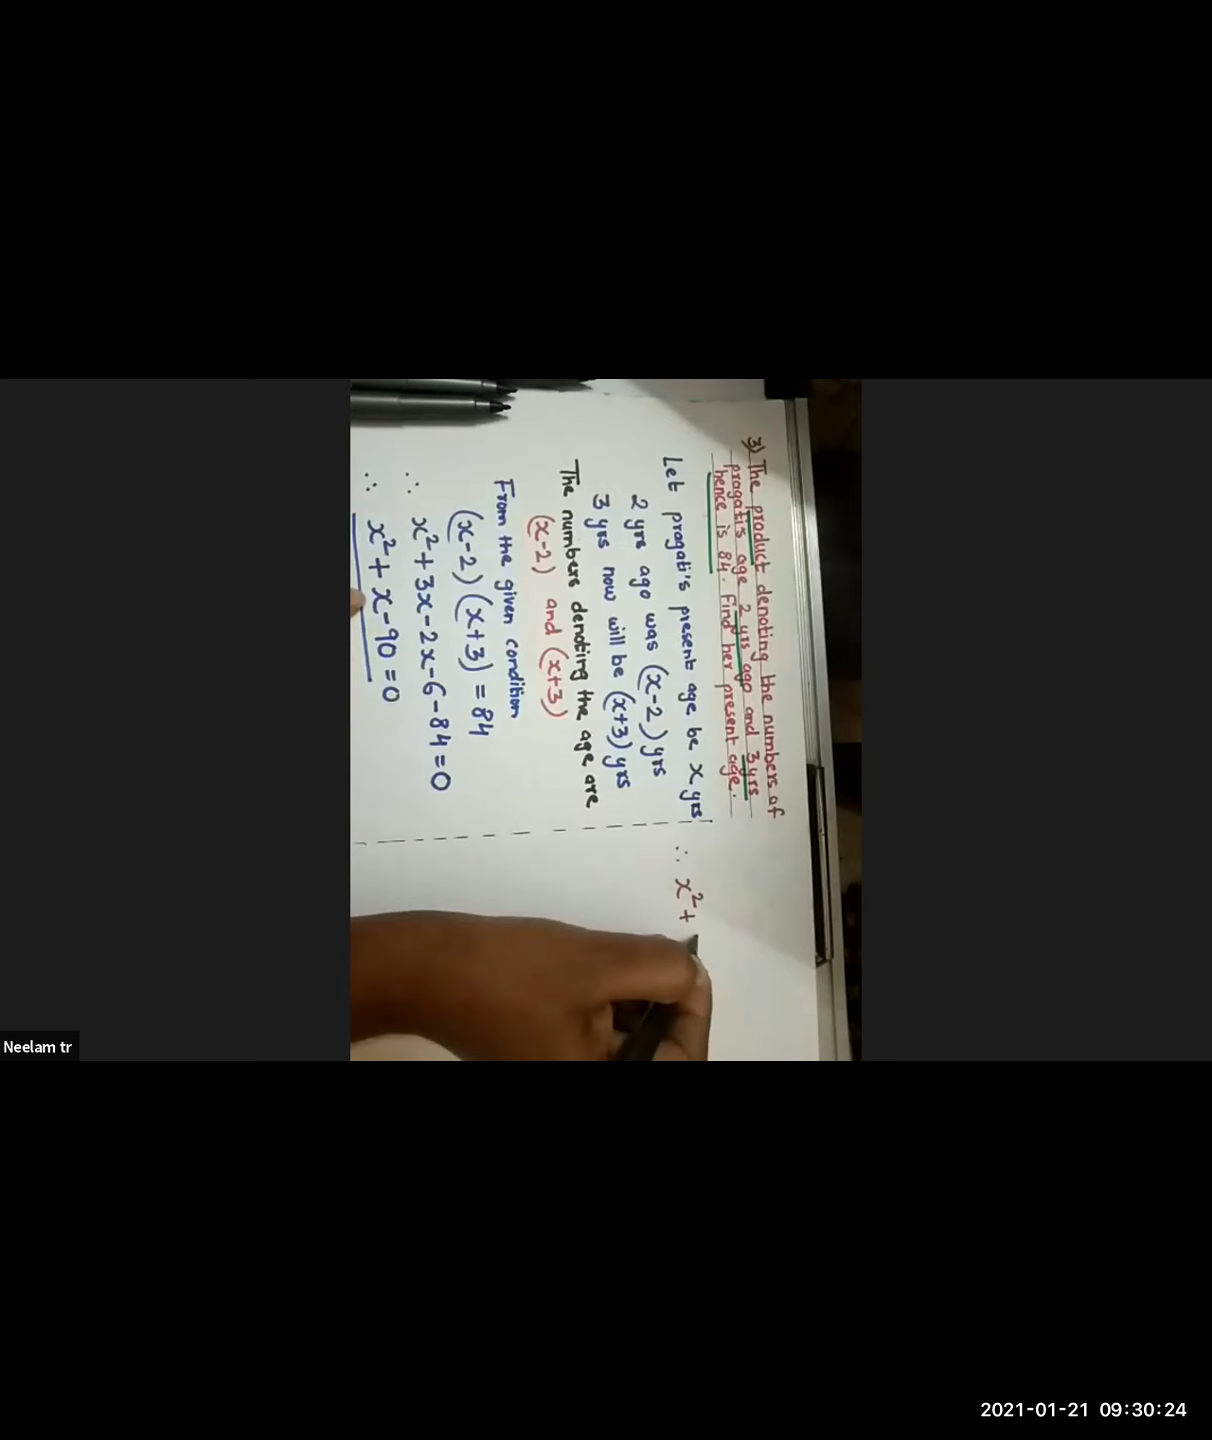 3) The product denoting the numbers of
pragati's age 2 yrs ago and 3 yrs
hence is 84. Find her present age.
Let pragati's present age be x yrs
2 yrs ago was (x-2) yrs
3 yrs now will be (x+3) yrs
The numbers denoting the age are
(x-2) and (x+3)
From the given condition
(x-2)(x+3) = 84
∴ x²+3x-2x-6-84=0
∴ x²+x-90=0
∴ x²+
Neelam tr
2021-01-21 09:30:24